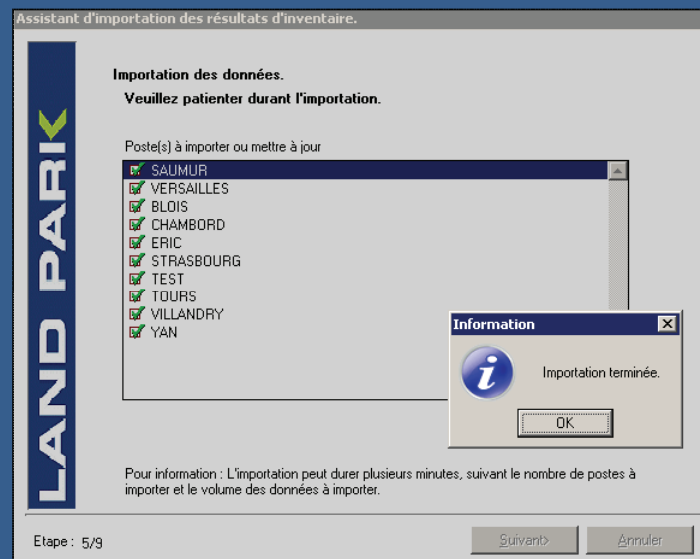 Assistant d'importation des résultats d'inventaire.
LAND PARK
Importation des données.
Veuillez patienter durant l'importation.
Poste(s) à importer ou mettre à jour
SAUMUR
VERSAILLES
BLOIS
CHAMBORD
ERIC
STRASBOURG
TEST
TOURS
VILLANDRY
YAN
Information
Importation terminée.
OK
Pour information : L'importation peut durer plusieurs minutes, suivant le nombre de postes à
importer et le volume des données à importer.
Etape : 5/9
Suivant>
Annuler